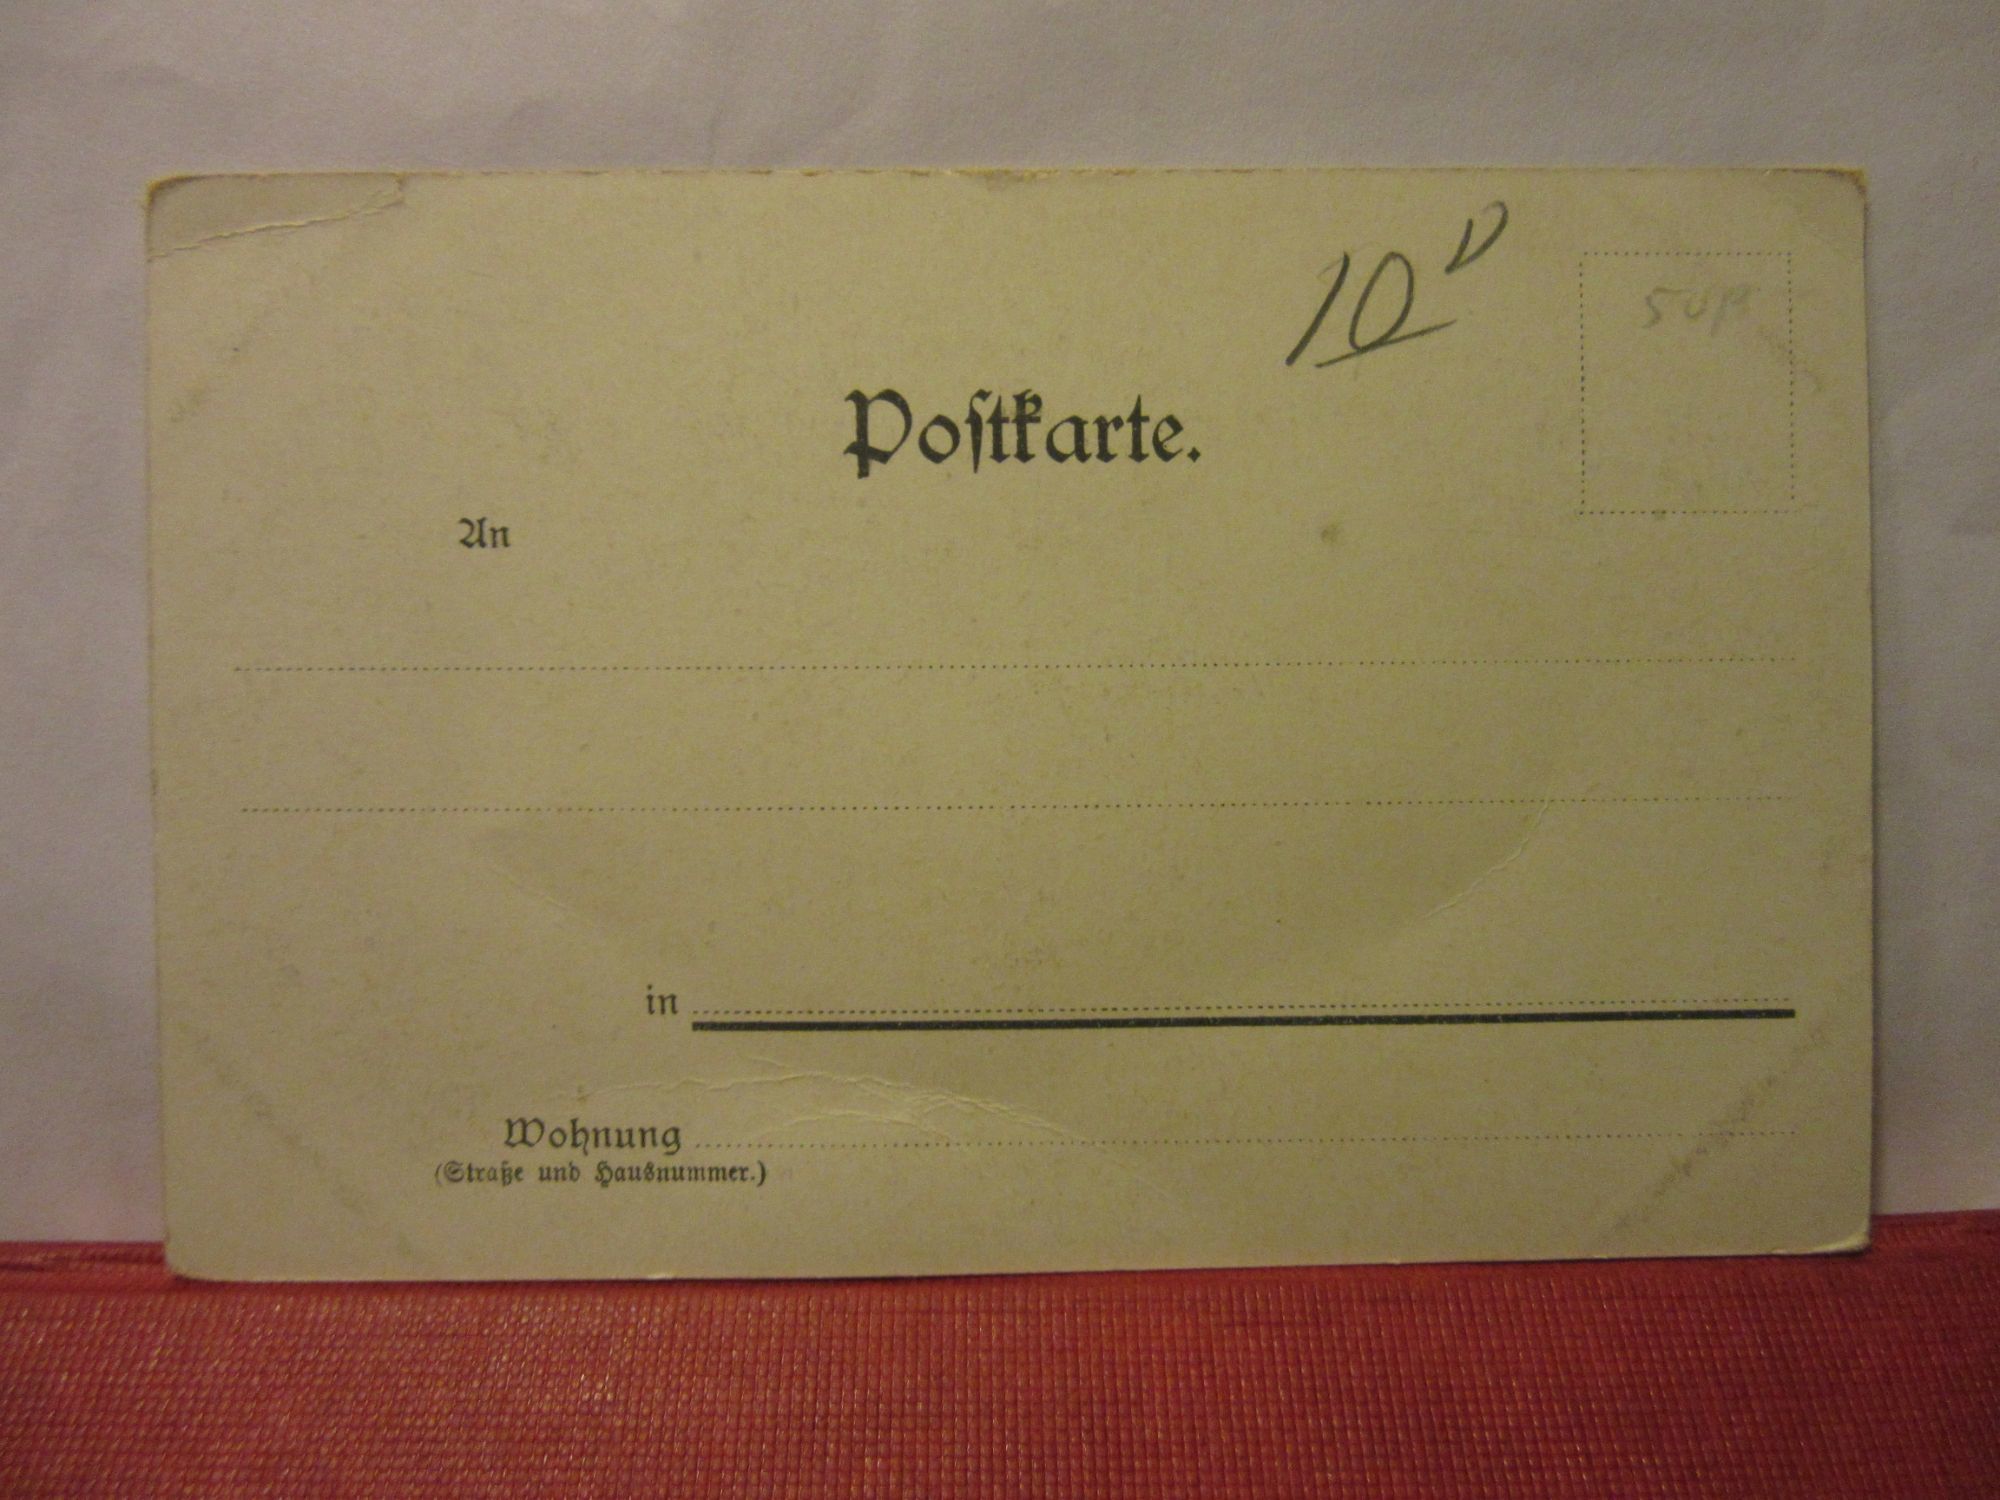 10 D
Postkarte.
An
in
Wohnung
(Straße und Hausnummer.)